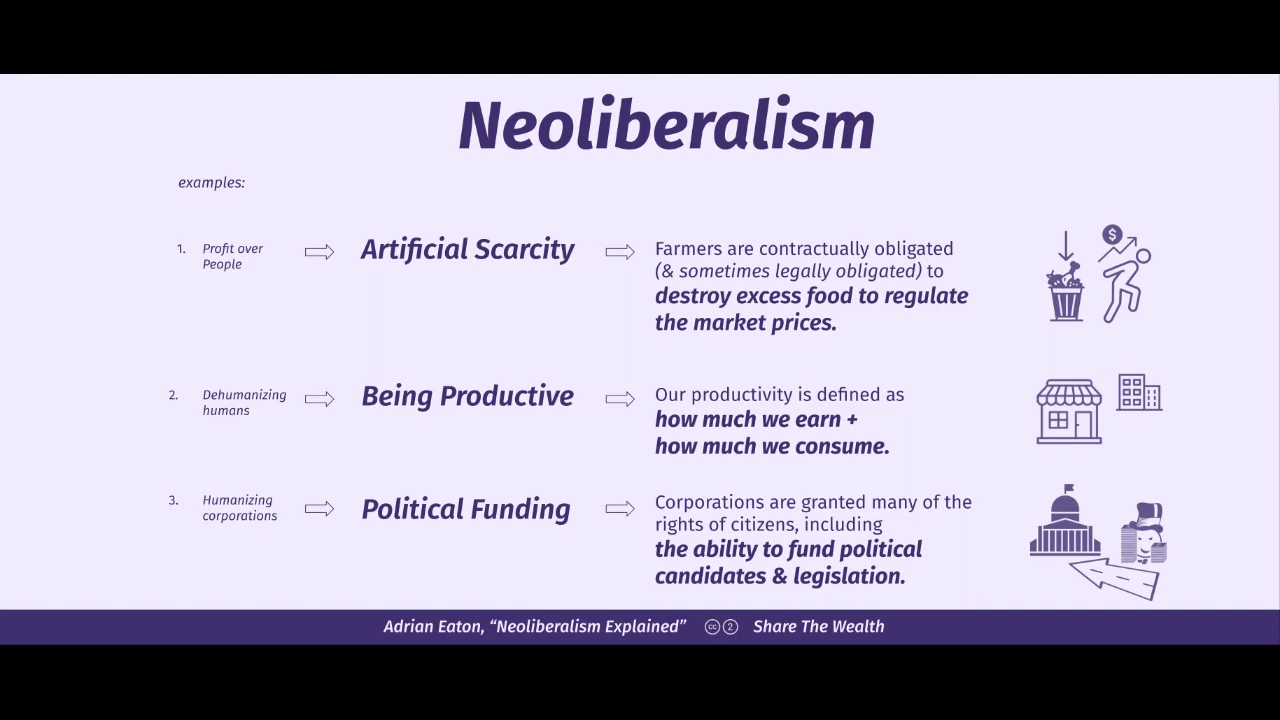 Neoliberalism
examples:
1. Profit over
People
Artificial Scarcity
Farmers are contractually obligated
(& sometimes legally obligated) to
destroy excess food to regulate
the market prices.
$
2. Dehumanizing
humans
Being Productive
Our productivity is defined as
how much we earn +
how much we consume.
3. Humanizing
corporations
Political Funding
Corporations are granted many of the
rights of citizens, including
the ability to fund political
candidates & legislation.
Adrian Eaton, “Neoliberalism Explained” cc 2 Share The Wealth